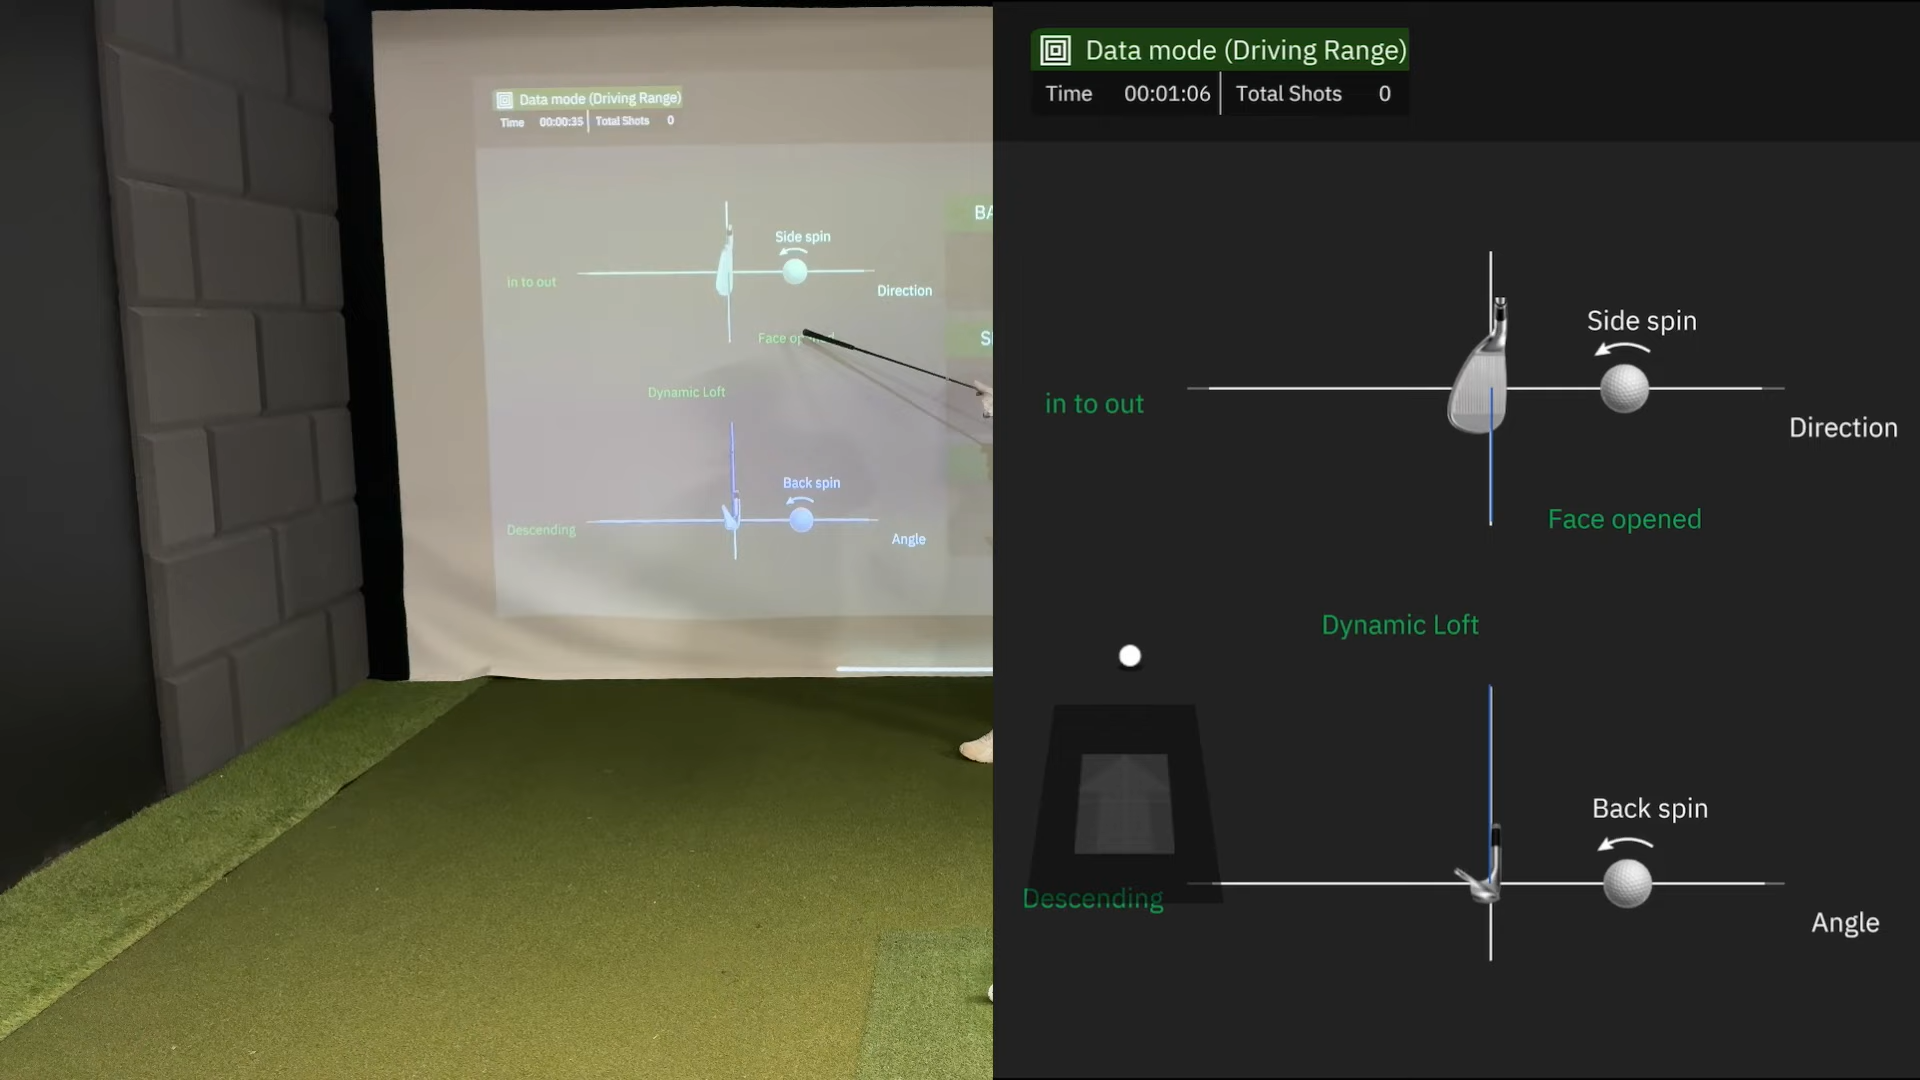 Data mode (Driving Range)
Time 00:00:35 Total Shots 0
Side spin
in to out
Direction
Dynamic Loft
Back spin
Descending
Angle
Data mode (Driving Range)
Time 00:01:06 Total Shots 0
Side spin
in to out
Direction
Face opened
Dynamic Loft
Back spin
Descending
Angle